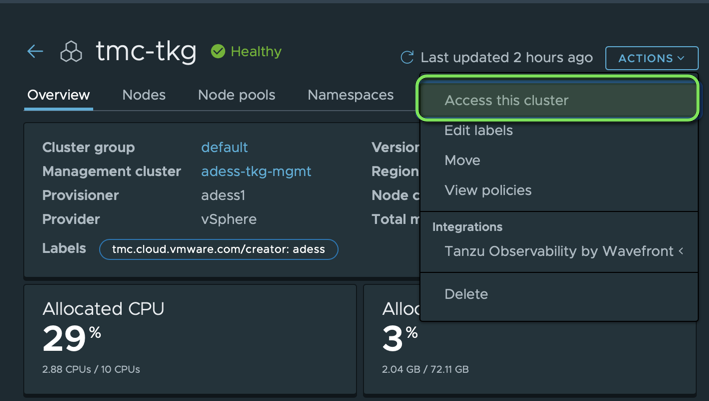 tmc-tkg Healthy
Last updated 2 hours ago ACTIONS
Overview Nodes Node pools Namespaces
Access this cluster
Edit labels
Move
View policies
Integrations
Tanzu Observability by Wavefront
Delete
Cluster group default
Management cluster adess-tkg-mgmt
Provisioner adess1
Provider vSphere
Labels tmc.cloud.vmware.com/creator: adess
Region
Node
Total
Allocated CPU
29%
2.88 CPUs / 10 CPUs
3%
2.04 GB / 72.11 GB